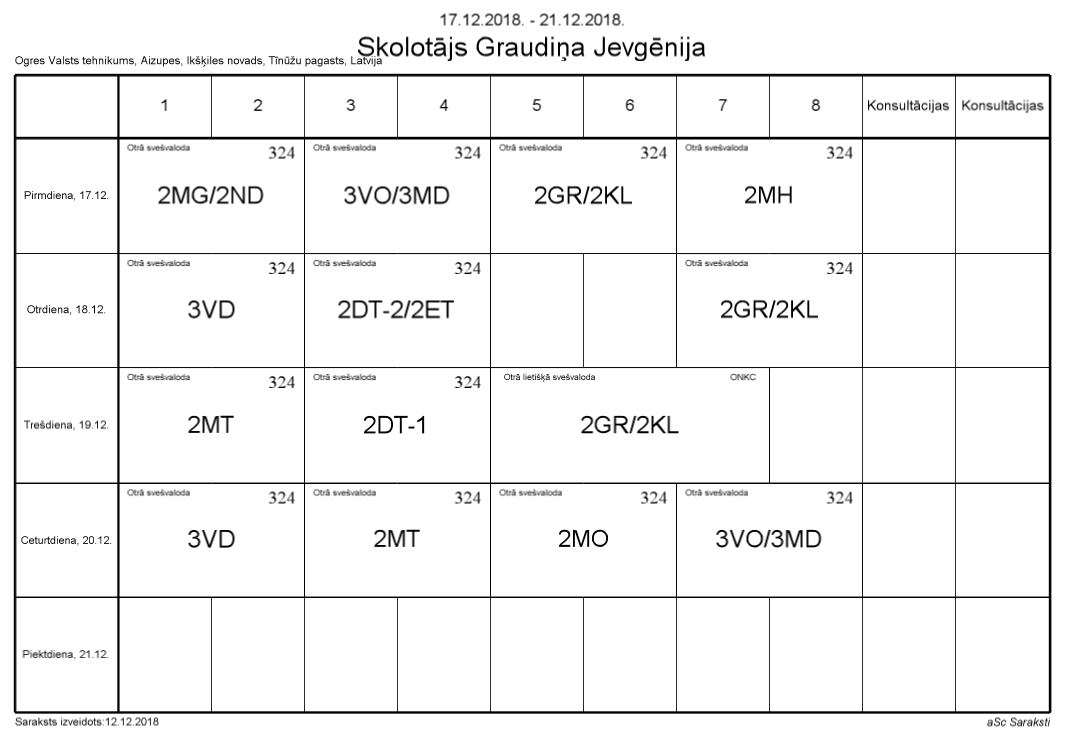 17.12.2018. - 21.12.2018.
Skolotājs Graudiņa Jevgēnija
Ogres Valsts tehnikums, Aizupes, Ikšķiles novads, Tīnūžu pagasts, Latvija
1 2 3 4 5 6 7 8 Konsultācijas Konsultācijas
Otrā svešvaloda 324 Otrā svešvaloda 324 Otrā svešvaloda 324 Otrā svešvaloda 324
Pirmdiena, 17.12. 2MG/2ND 3VO/3MD 2GR/2KL 2MH
Otrā svešvaloda 324 Otrā svešvaloda 324 Otrā svešvaloda 324
Otrdiena, 18.12. 3VD 2DT-2/2ET 2GR/2KL
Otrā svešvaloda 324 Otrā svešvaloda 324 Otrā lietišķā svešvaloda ONKC
Trešdiena, 19.12. 2MT 2DT-1 2GR/2KL
Otrā svešvaloda 324 Otrā svešvaloda 324 Otrā svešvaloda 324 Otrā svešvaloda 324
Ceturtdiena, 20.12. 3VD 2MT 2MO 3VO/3MD
Piektdiena, 21.12.
Saraksts izveidots:12.12.2018 aSc Saraksti